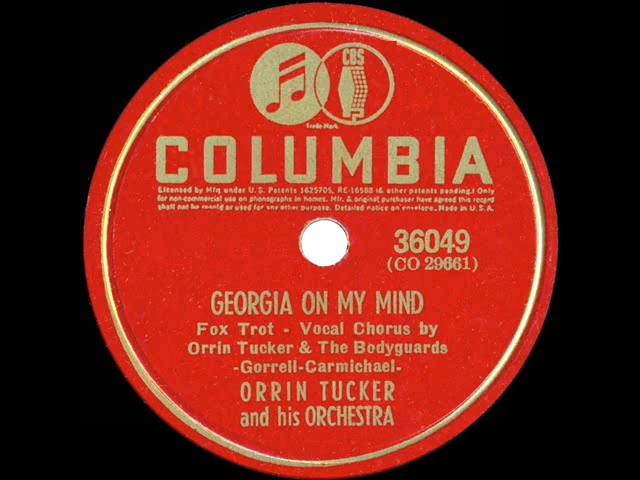 CBS
Trade Mark
COLUMBIA
Licensed by Mfr. under U.S. Patents 1625705, RE-16588 (& other patents pending.) Only
for non-commercial use on phonographs in homes. Mfr. & original purchaser have agreed this record
shall not be resold or used for any other purpose. Detailed notice on envelope. Made in U.S.A.
36049
(CO 29661)
GEORGIA ON MY MIND
Fox Trot - Vocal Chorus by
Orrin Tucker & The Bodyguards
-Gorrell-Carmichael-
ORRIN TUCKER
and his ORCHESTRA